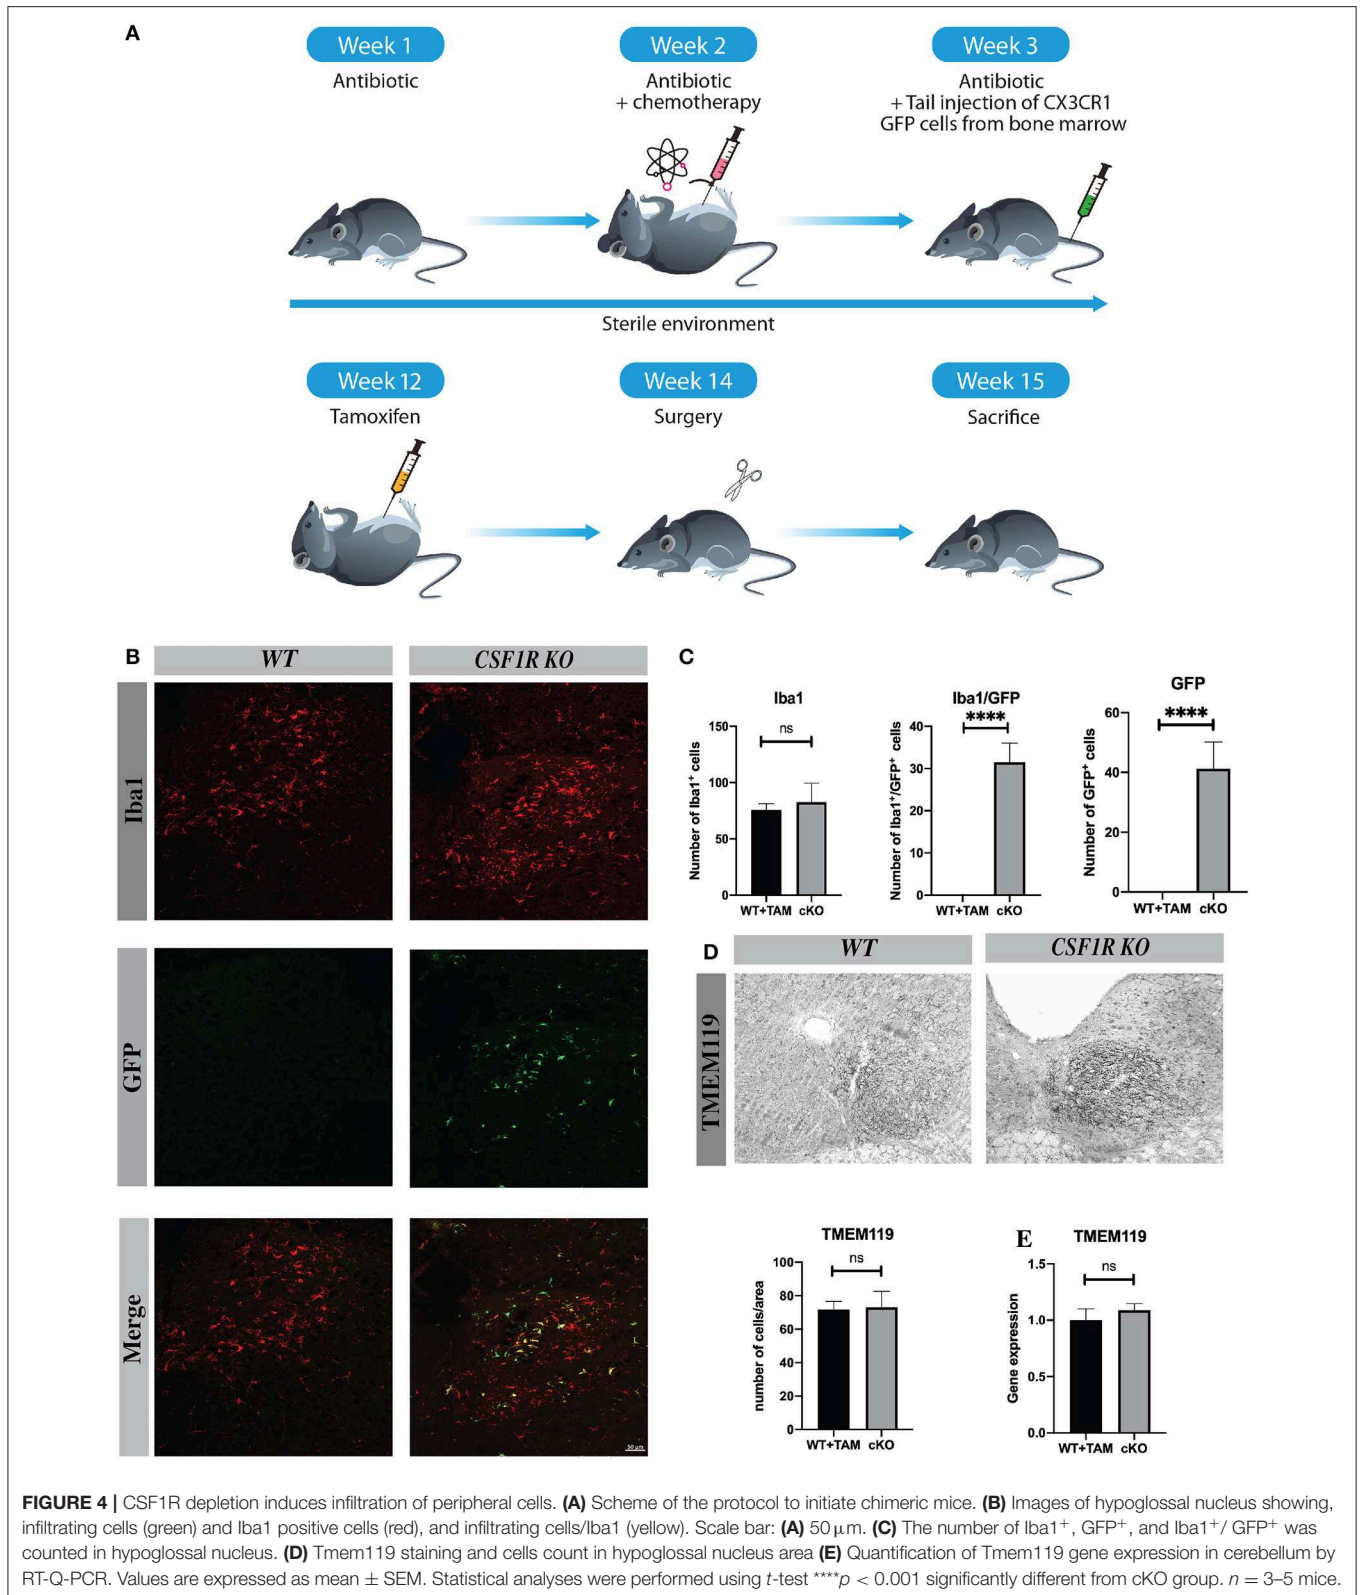 A
Week 1
Antibiotic
Week 2
Antibiotic
+ chemotherapy
Week 3
Antibiotic
+ Tail injection of CX3CR1
GFP cells from bone marrow
Sterile environment
Week 12
Tamoxifen
Week 14
Surgery
Week 15
Sacrifice
B
WT
CSF1R KO
Iba1
GFP
Merge
50 µm
C
Iba1
Number of Iba1⁺ cells
150
100
50
0
ns
WT+TAM cKO
Iba1/GFP
Number of Iba1⁺/GFP⁺ cells
40
30
20
10
0
****
WT+TAM cKO
GFP
Number of GFP⁺ cells
60
40
20
0
****
WT+TAM cKO
D
WT
CSF1R KO
TMEM119
TMEM119
number of cells/area
100
80
60
40
20
0
ns
WT+TAM cKO
E
TMEM119
Gene expression
1.5
1.0
0.5
0.0
ns
WT+TAM cKO
FIGURE 4 | CSF1R depletion induces infiltration of peripheral cells. (A) Scheme of the protocol to initiate chimeric mice. (B) Images of hypoglossal nucleus showing,
infiltrating cells (green) and Iba1 positive cells (red), and infiltrating cells/Iba1 (yellow). Scale bar: (A) 50 µm. (C) The number of Iba1⁺, GFP⁺, and Iba1⁺/ GFP⁺ was
counted in hypoglossal nucleus. (D) Tmem119 staining and cells count in hypoglossal nucleus area (E) Quantification of Tmem119 gene expression in cerebellum by
RT-Q-PCR. Values are expressed as mean ± SEM. Statistical analyses were performed using t-test ****p < 0.001 significantly different from cKO group. n = 3–5 mice.